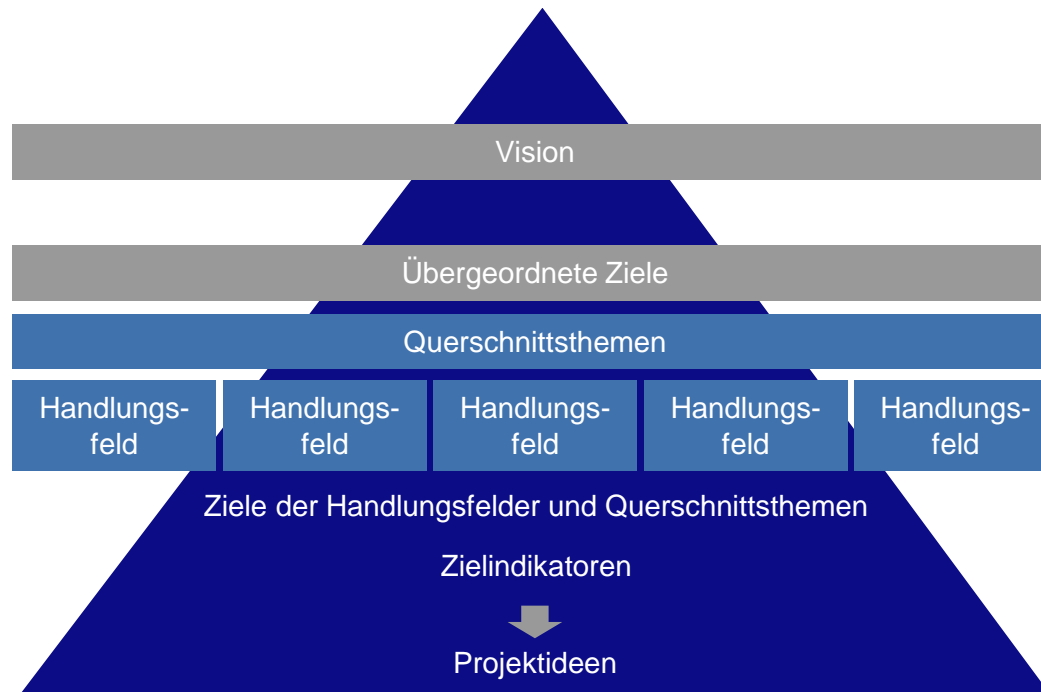 Vision
Übergeordnete Ziele
Querschnittsthemen
Handlungs-
feld
Handlungs-
feld
Handlungs-
feld
Handlungs-
feld
Handlungs-
feld
Ziele der Handlungsfelder und Querschnittsthemen
Zielindikatoren
Projektideen